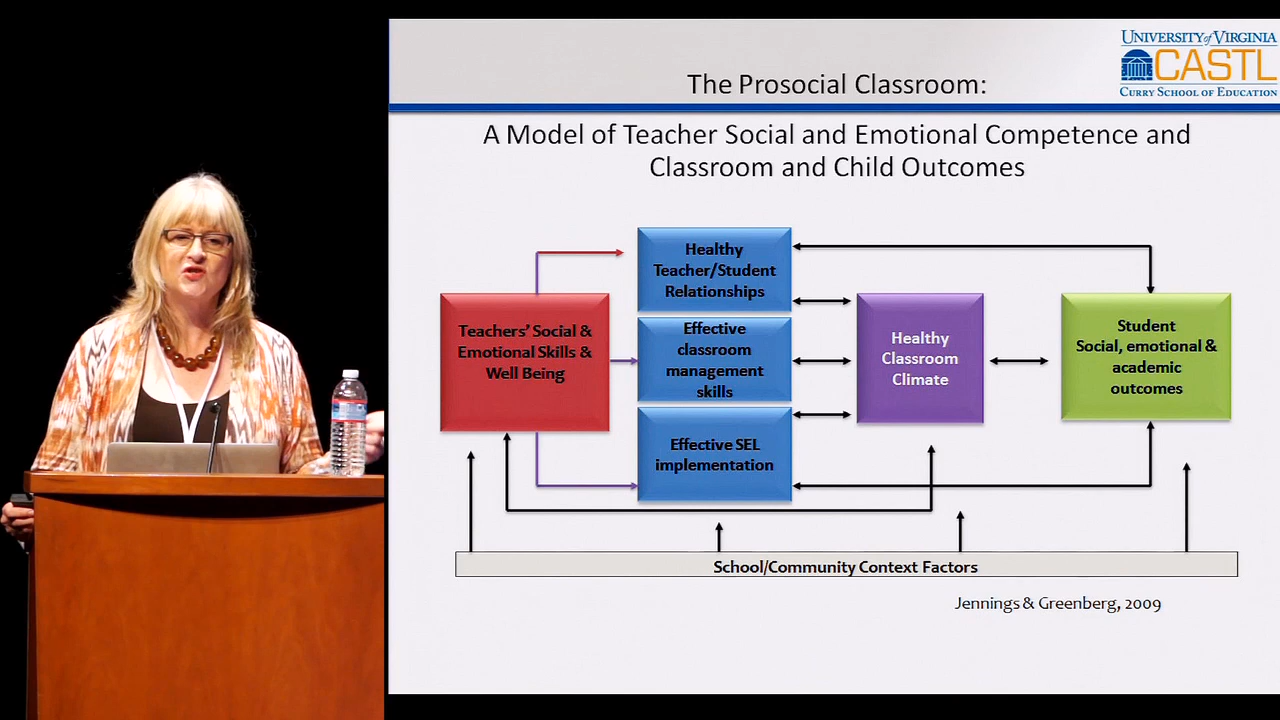 UNIVERSITY of VIRGINIA
CASTL
CURRY SCHOOL OF EDUCATION
The Prosocial Classroom:
A Model of Teacher Social and Emotional Competence and
Classroom and Child Outcomes
Healthy
Teacher/Student
Relationships
Teachers' Social &
Emotional Skills &
Well Being
Effective
classroom
management
skills
Healthy
Classroom
Climate
Student
Social, emotional &
academic
outcomes
Effective SEL
implementation
School/Community Context Factors
Jennings & Greenberg, 2009